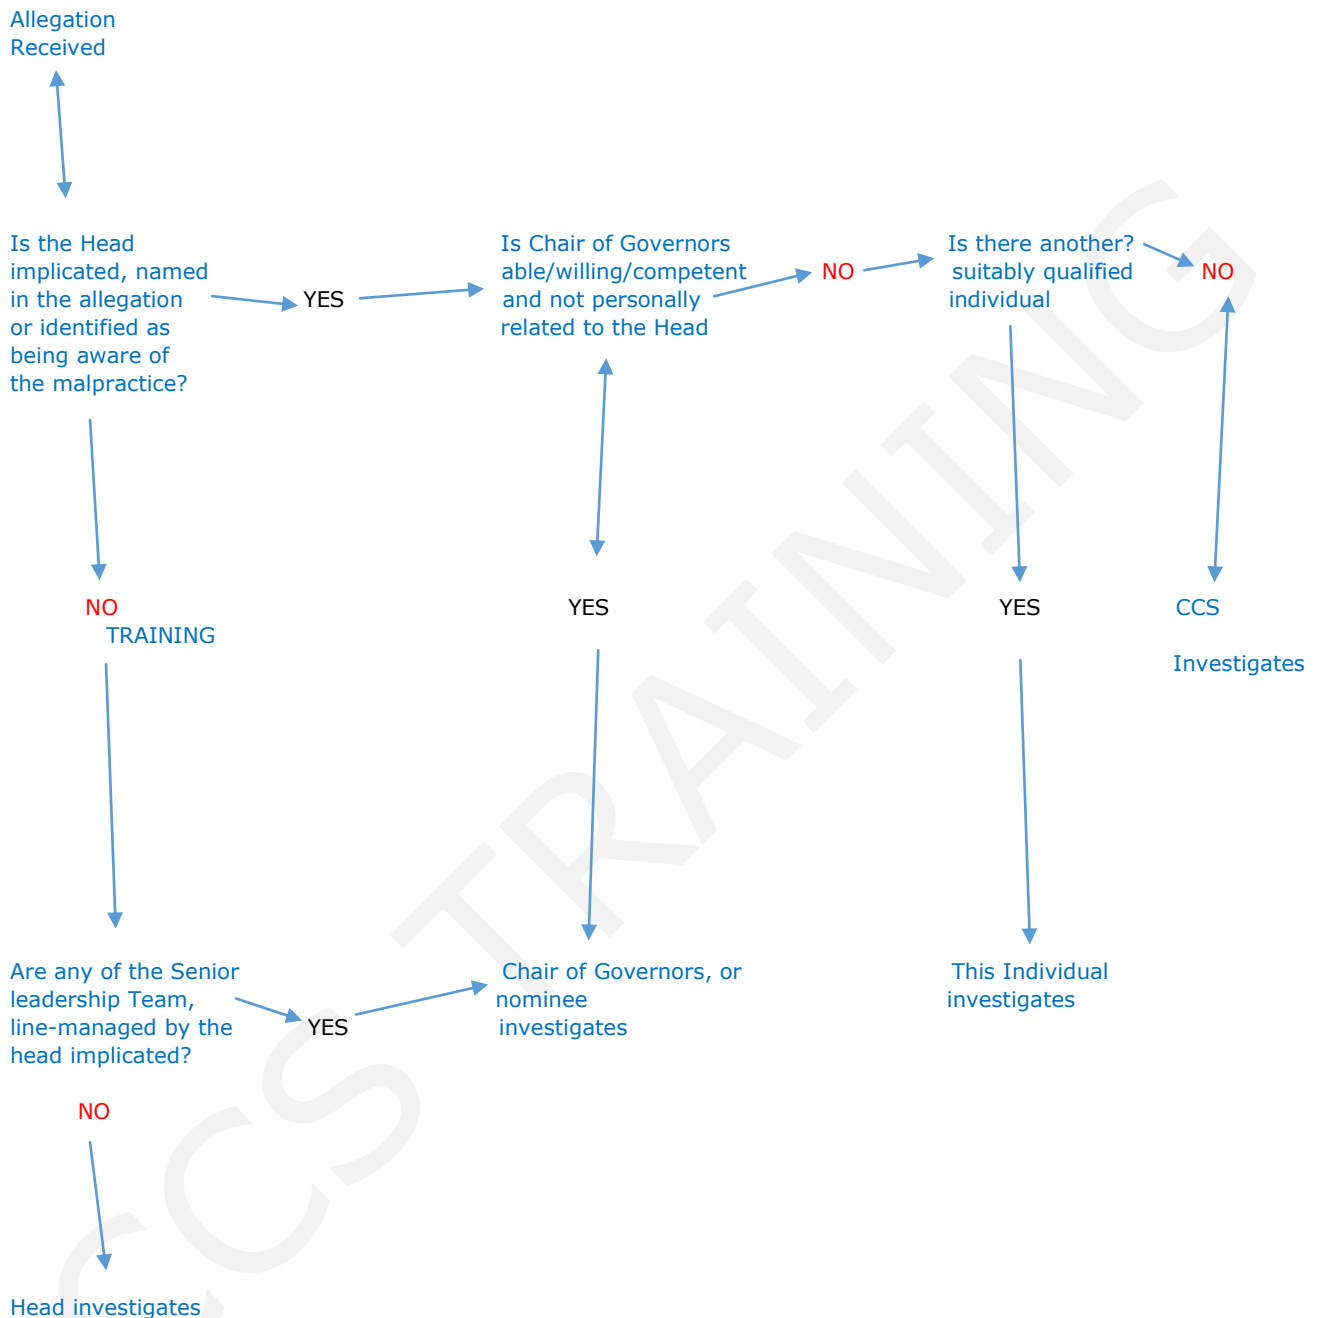 Allegation
Received
Is the Head
implicated, named
in the allegation
or identified as
being aware of
the malpractice?
YES
Is Chair of Governors
able/willing/competent
and not personally
related to the Head
NO
Is there another?
suitably qualified
individual
NO
NO
TRAINING
YES
YES
CCS
Investigates
Are any of the Senior
leadership Team,
line-managed by the
head implicated?
YES
Chair of Governors, or
nominee
investigates
This Individual
investigates
NO
Head investigates
CCS TRAINING